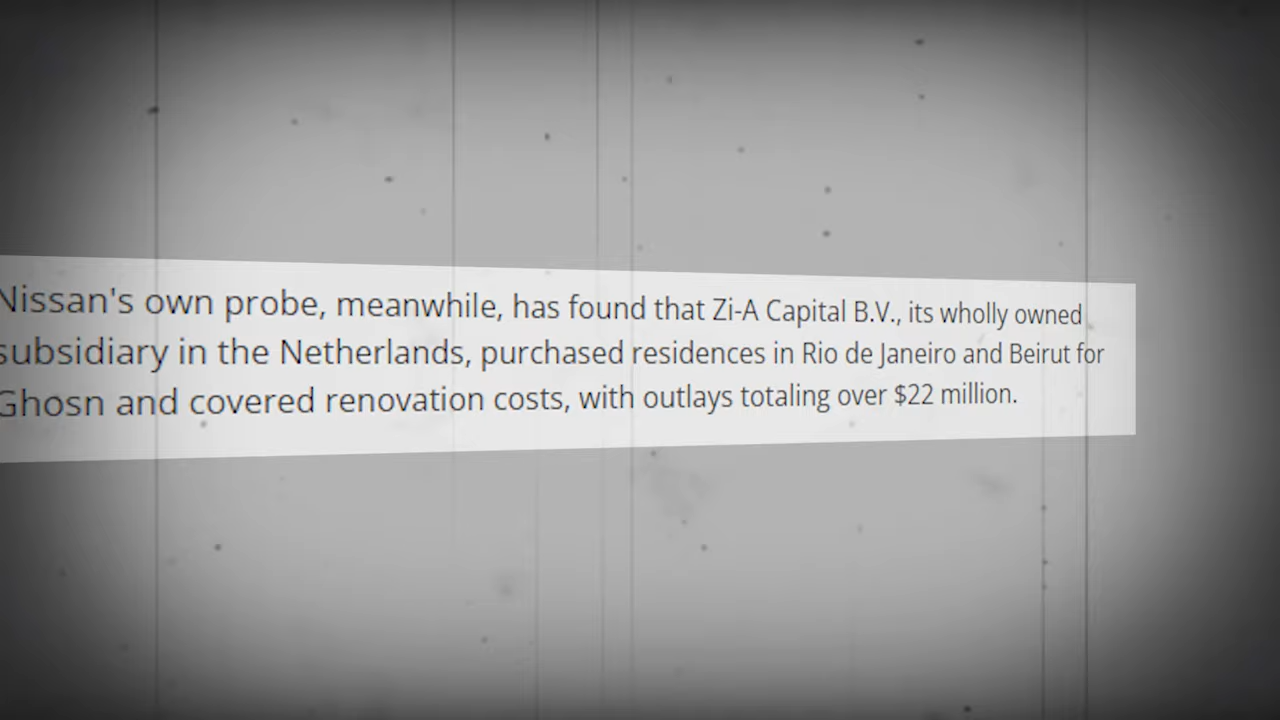 Nissan's own probe, meanwhile, has found that Zi-A Capital B.V., its wholly owned
subsidiary in the Netherlands, purchased residences in Rio de Janeiro and Beirut for
Ghosn and covered renovation costs, with outlays totaling over $22 million.